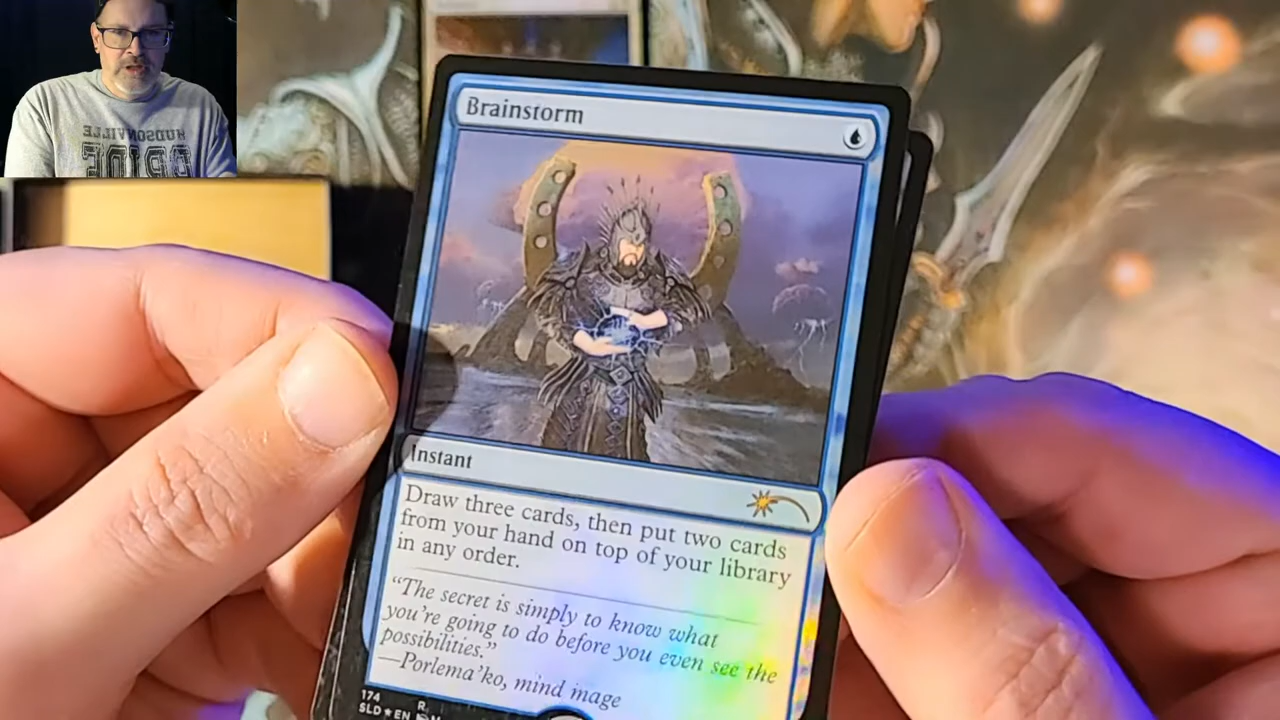 HUDSONVILLE
PRIDE
Brainstorm
Instant
Draw three cards, then put two cards
from your hand on top of your library
in any order.
“The secret is simply to know what
you’re going to do before you even see the
possibilities.”
—Porlema’ko, mind mage
174 R
SLD★EN